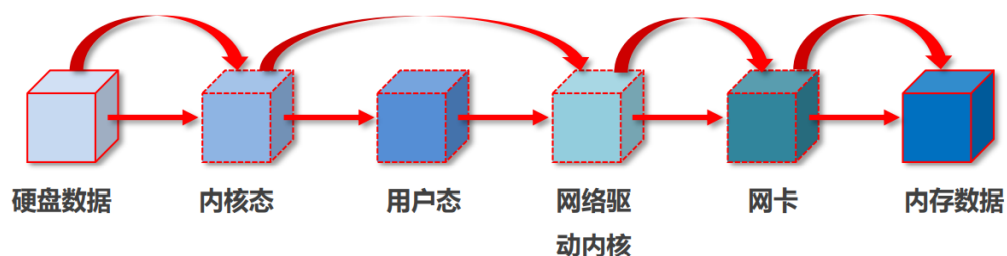 硬盘数据
内核态
用户态
网络驱
动内核
网卡
内存数据